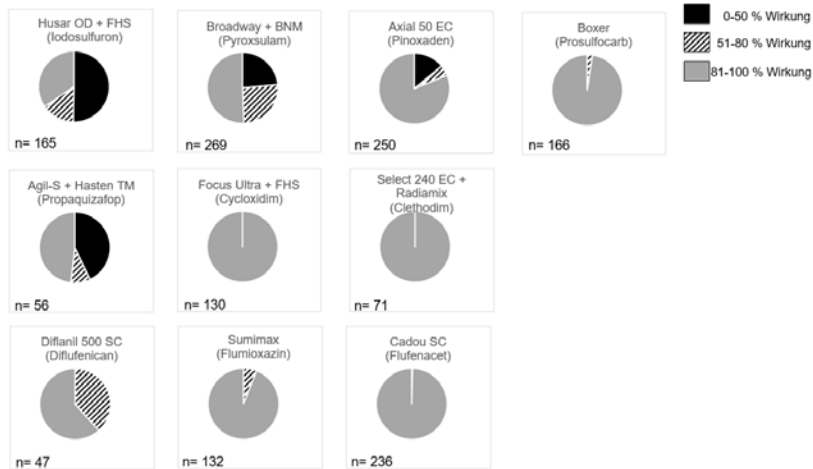 Husar OD + FHS
(Iodosulfuron)
n= 165
Broadway + BNM
(Pyroxsulam)
n= 269
Axial 50 EC
(Pinoxaden)
n= 250
Boxer
(Prosulfocarb)
n= 166
0-50 % Wirkung
51-80 % Wirkung
81-100 % Wirkung
Agil-S + Hasten TM
(Propaquizafop)
n= 56
Focus Ultra + FHS
(Cycloxidim)
n= 130
Select 240 EC +
Radiamix
(Clethodim)
n= 71
Diflanil 500 SC
(Diflufenican)
n= 47
Sumimax
(Flumioxazin)
n= 132
Cadou SC
(Flufenacet)
n= 236